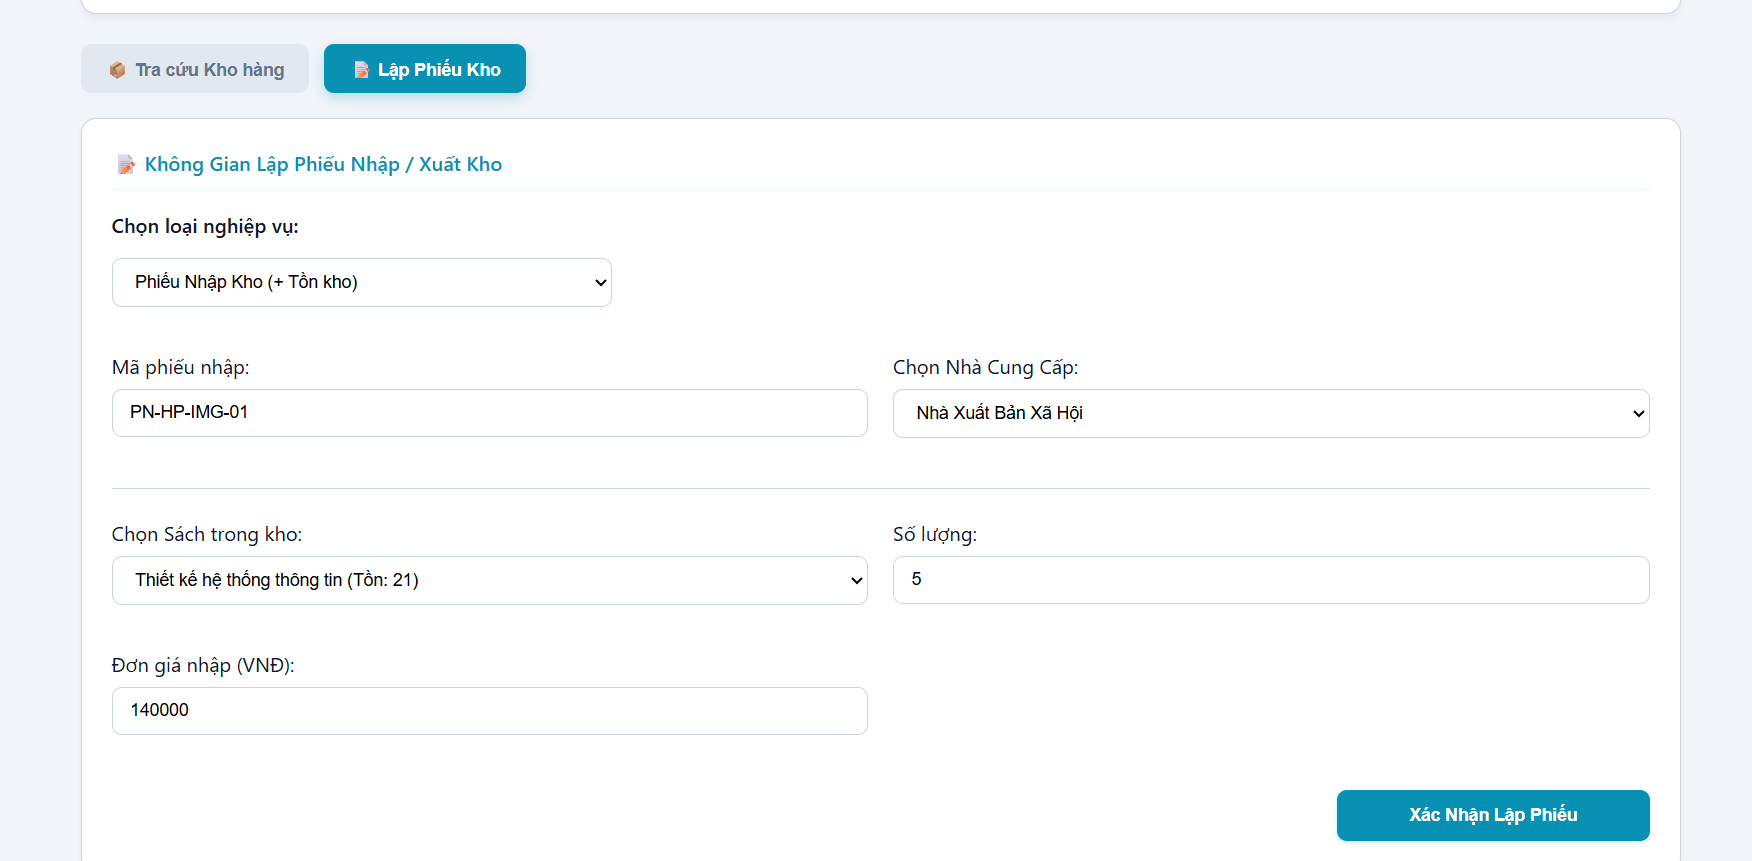 Tra cứu Kho hàng
Lập Phiếu Kho
Không Gian Lập Phiếu Nhập / Xuất Kho
Chọn loại nghiệp vụ:
Phiếu Nhập Kho (+ Tồn kho)
Mã phiếu nhập:
Chọn Nhà Cung Cấp:
PN-HP-IMG-01
Nhà Xuất Bản Xã Hội
Chọn Sách trong kho:
Số lượng:
Thiết kế hệ thống thông tin (Tồn: 21)
5
Đơn giá nhập (VNĐ):
140000
Xác Nhận Lập Phiếu